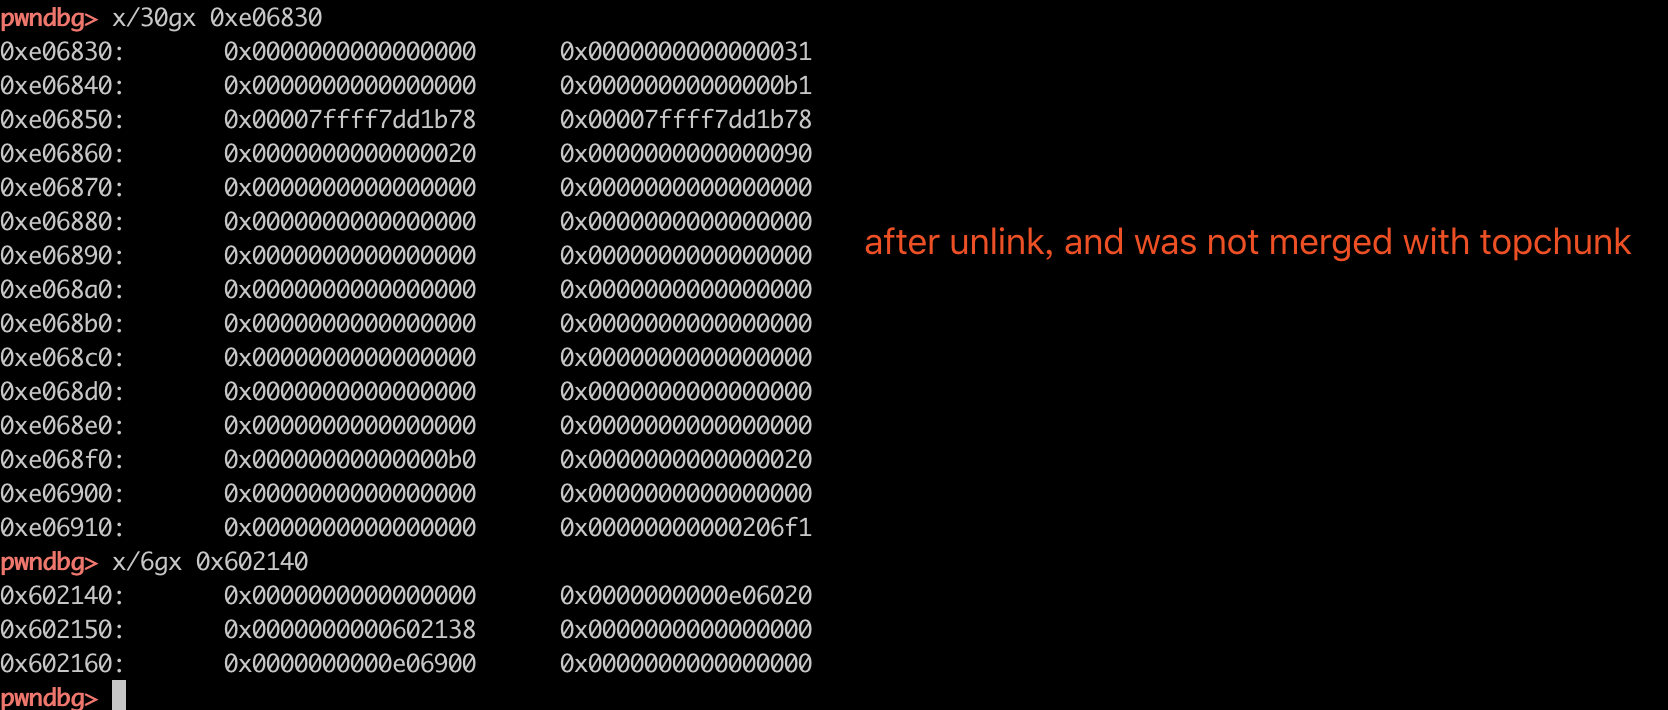 pwndbg> x/30gx 0xe06830
0xe06830: 0x0000000000000000 0x0000000000000031
0xe06840: 0x0000000000000000 0x00000000000000b1
0xe06850: 0x00007ffff7dd1b78 0x00007ffff7dd1b78
0xe06860: 0x0000000000000020 0x0000000000000090
0xe06870: 0x0000000000000000 0x0000000000000000
0xe06880: 0x0000000000000000 0x0000000000000000
after unlink, and was not merged with topchunk
0xe06890: 0x0000000000000000 0x0000000000000000
0xe068a0: 0x0000000000000000 0x0000000000000000
0xe068b0: 0x0000000000000000 0x0000000000000000
0xe068c0: 0x0000000000000000 0x0000000000000000
0xe068d0: 0x0000000000000000 0x0000000000000000
0xe068e0: 0x0000000000000000 0x0000000000000000
0xe068f0: 0x00000000000000b0 0x0000000000000020
0xe06900: 0x0000000000000000 0x0000000000000000
0xe06910: 0x0000000000000000 0x00000000000206f1
pwndbg> x/6gx 0x602140
0x602140: 0x0000000000000000 0x0000000000e06020
0x602150: 0x0000000000602138 0x0000000000000000
0x602160: 0x0000000000e06900 0x0000000000000000
pwndbg>